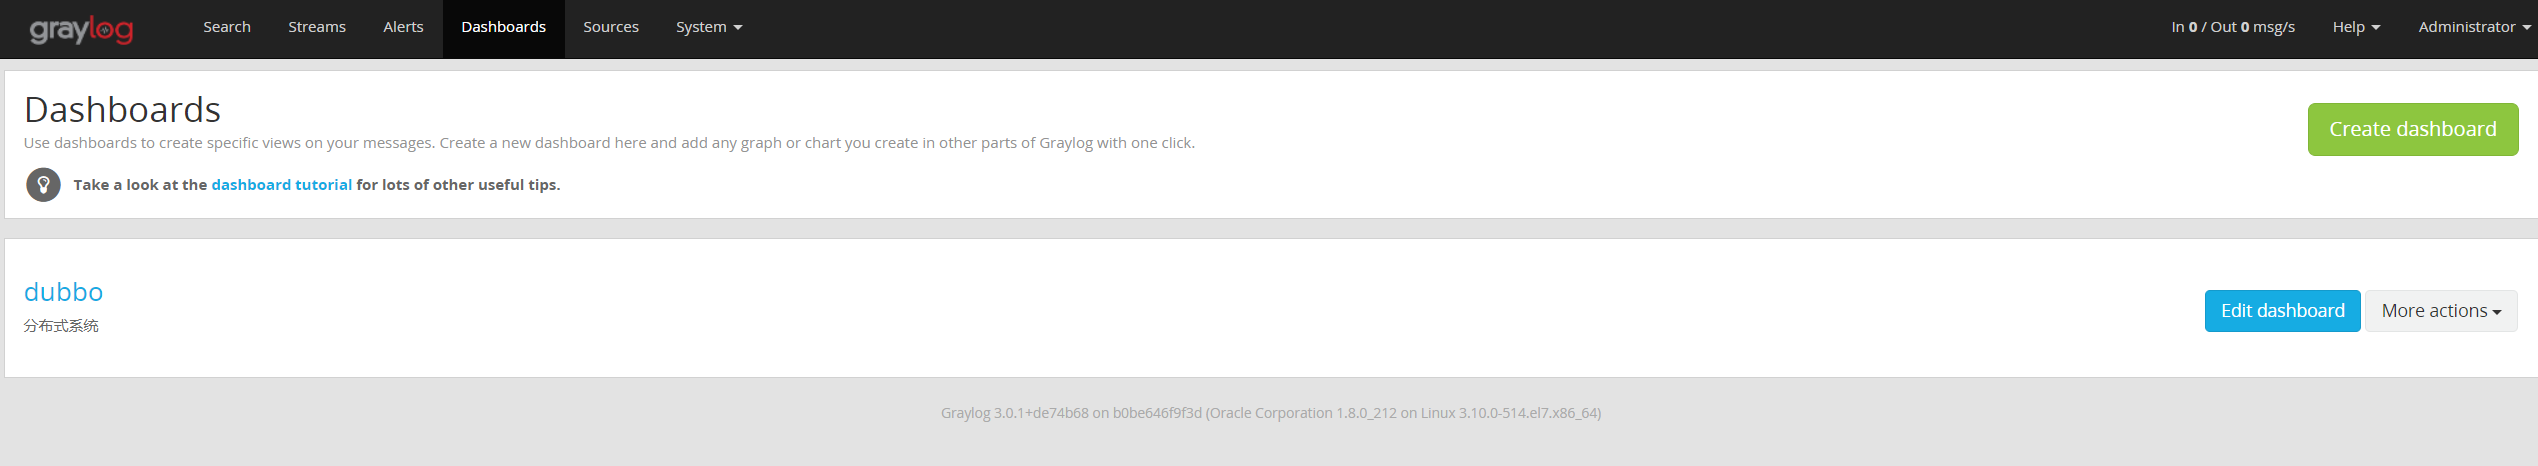 graylog Search Streams Alerts Dashboards Sources System In 0 / Out 0 msg/s Help Administrator
Dashboards
Create dashboard
Use dashboards to create specific views on your messages. Create a new dashboard here and add any graph or chart you create in other parts of Graylog with one click.
Take a look at the dashboard tutorial for lots of other useful tips.
dubbo
分布式系统
Edit dashboard More actions
Graylog 3.0.1+de74b68 on b0be646f9f3d (Oracle Corporation 1.8.0_212 on Linux 3.10.0-514.el7.x86_64)